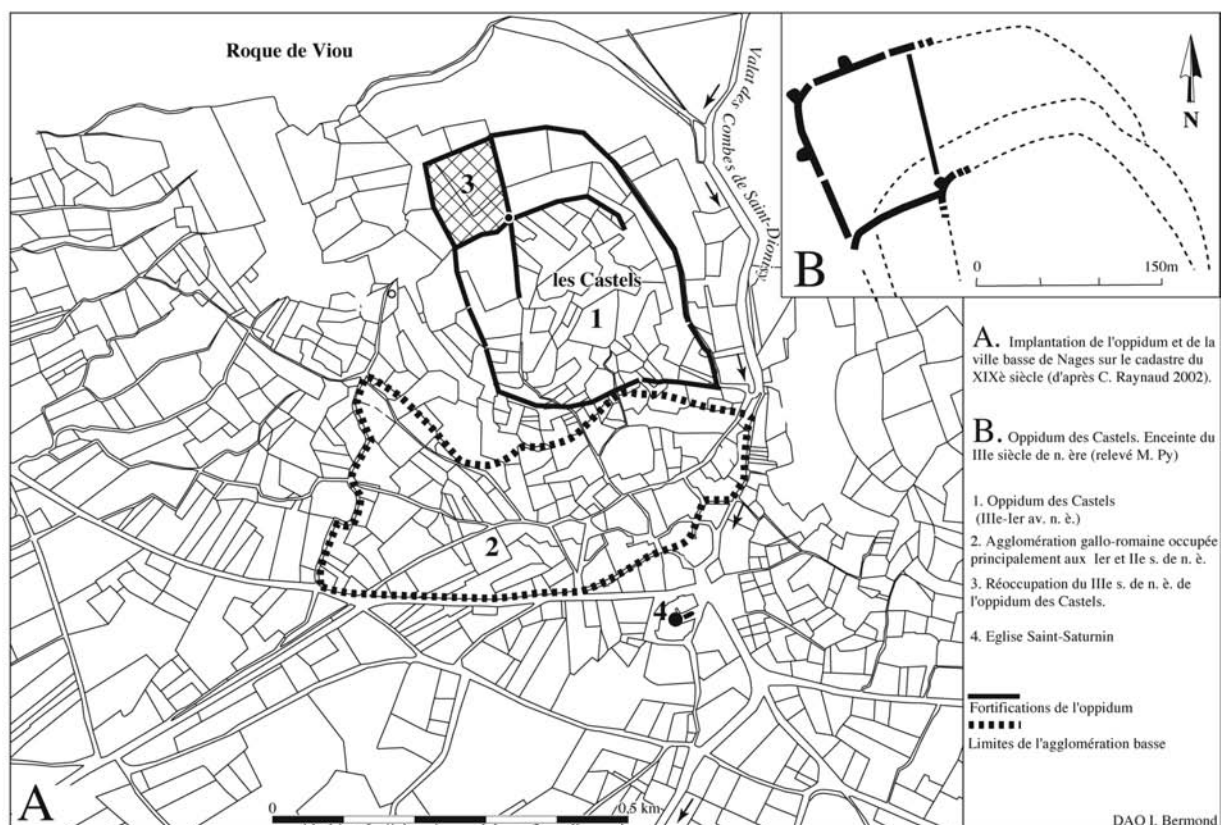 Roque de Viou
Valat des Combes de Saint-Dionisy
3
les Castels
1
2
4
A
0
0,5 km
B
N
0
150m
A. Implantation de l'oppidum et de la
ville basse de Nages sur le cadastre du
XIXè siècle (d'après C. Raynaud 2002).
B. Oppidum des Castels. Enceinte du
IIIe siècle de n. ère (relevé M. Py)
1. Oppidum des Castels
(IIIe-Ier av. n. è.)
2. Agglomération gallo-romaine occupée
principalement aux Ier et IIe s. de n. è.
3. Réoccupation du IIIe s. de n. è. de
l'oppidum des Castels.
4. Eglise Saint-Saturnin
Fortifications de l'oppidum
Limites de l'agglomération basse
DAO I. Bermond